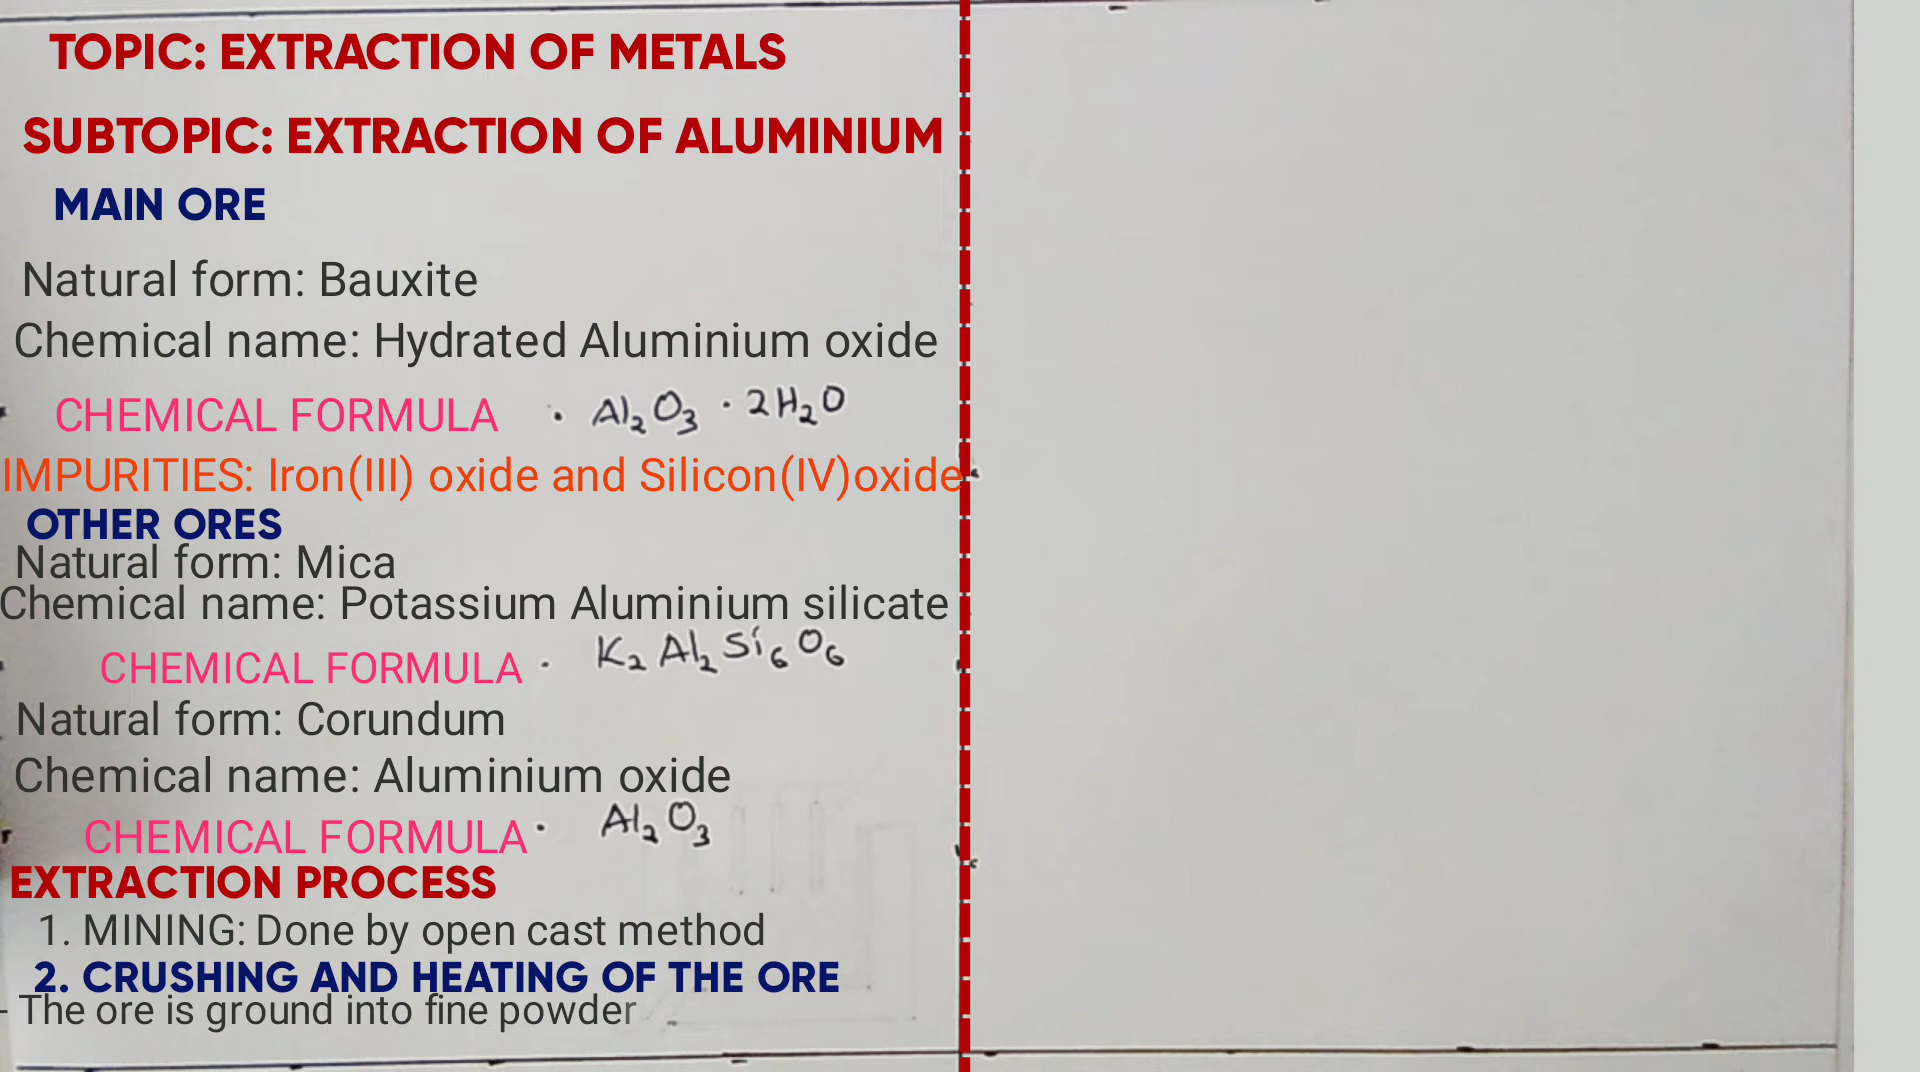 TOPIC: EXTRACTION OF METALS
SUBTOPIC: EXTRACTION OF ALUMINIUM
MAIN ORE
Natural form: Bauxite
Chemical name: Hydrated Aluminium oxide
CHEMICAL FORMULA · Al₂O₃ · 2H₂O
IMPURITIES: Iron(III) oxide and Silicon(IV)oxide
OTHER ORES
Natural form: Mica
Chemical name: Potassium Aluminium silicate
CHEMICAL FORMULA · K₂Al₂Si₆O₆
Natural form: Corundum
Chemical name: Aluminium oxide
CHEMICAL FORMULA · Al₂O₃
EXTRACTION PROCESS
1. MINING: Done by open cast method
2. CRUSHING AND HEATING OF THE ORE
- The ore is ground into fine powder